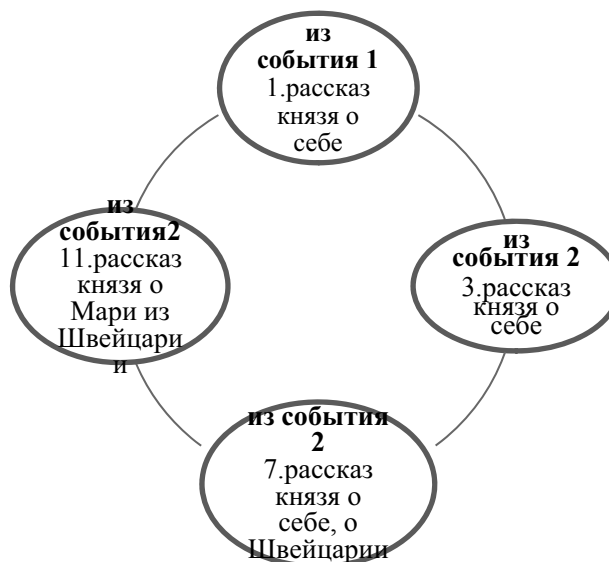 из
события 1
1.рассказ
князя о
себе
из
события 2
3.рассказ
князя о
себе
из события
2
7.рассказ
князя о
себе, о
Швейцарии
из
события2
11.рассказ
князя о
Мари из
Швейцари
и